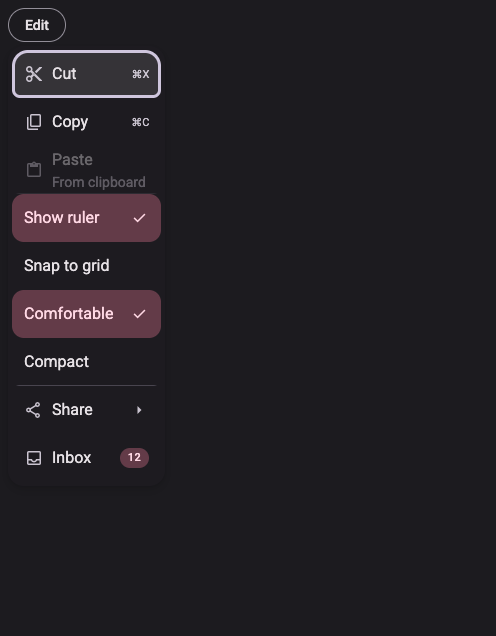 Edit
Cut ⌘X
Copy ⌘C
Paste
From clipboard
Show ruler
Snap to grid
Comfortable
Compact
Share
Inbox 12